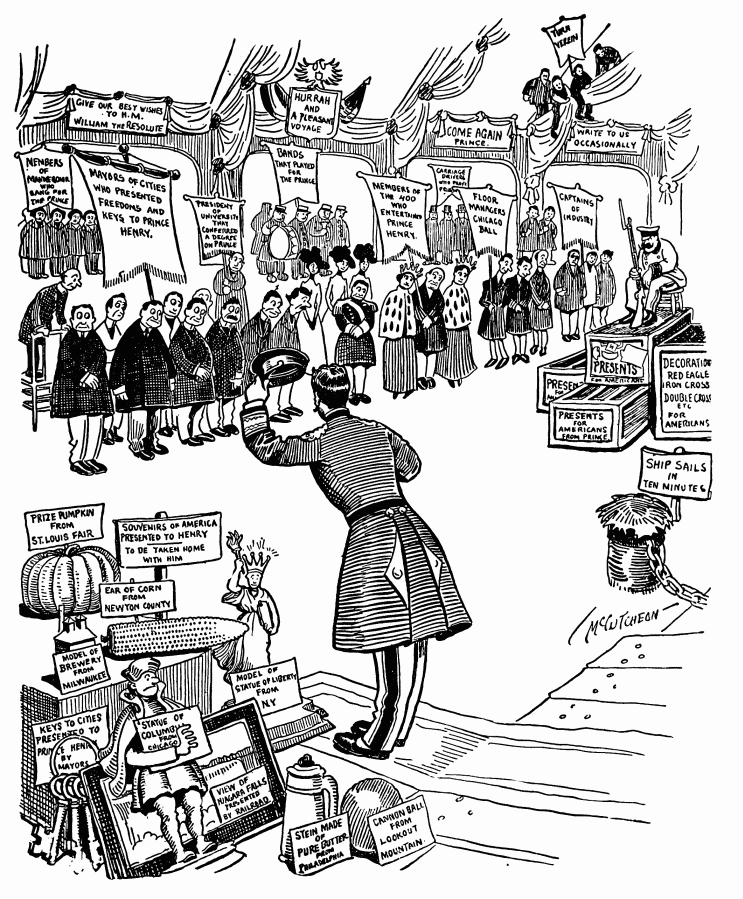 TURN
VEREIN
GIVE OUR BEST WISHES
TO H.M.
WILLIAM THE RESOLUTE
HURRAH
AND
A PLEASANT
VOYAGE
COME AGAIN
PRINCE.
WRITE TO US
OCCASIONALLY
MEMBERS
OF
WHO
SANG FOR
THE PRINCE
MAYORS OF CITIES
WHO PRESENTED
FREEDOMS AND
KEYS TO PRINCE
HENRY.
PRESIDENT
OF
UNIVERSITY
THAT
CONFERRED
A DEGREE
ON PRINCE
BANDS
THAT PLAYED
FOR
THE PRINCE
MEMBERS OF
THE 400
WHO
ENTERTAINED
PRINCE
HENRY.
CARRIAGE
DRIVERS
WHO
FLOOR
MANAGERS
CHICAGO
BALL
CAPTAINS
OF
INDUSTRY
PRESENTS
FOR AMERICANS
PRESEN
PRESENTS
FOR
AMERICANS
FROM PRINCE
DECORATION
RED EAGLE
IRON CROSS
DOUBLE CROSS
ETC
FOR
AMERICANS
SHIP SAILS
IN
TEN MINUTES
PRIZE PUMPKIN
FROM
ST. LOUIS FAIR
SOUVENIRS OF AMERICA
PRESENTED TO HENRY
TO BE TAKEN HOME
WITH HIM
EAR OF CORN
FROM
NEWTON COUNTY
MODEL OF
BREWERY
FROM
MILWAUKEE
MODEL OF
STATUE OF LIBERTY
FROM
N.Y
KEYS TO CITIES
PRESENTED TO
PRINCE HENRY
BY
MAYORS
STATUE OF
COLUMBUS
FROM
CHICAGO
VIEW OF
NIAGARA FALLS
PRESENTED
BY RAILROAD
STEIN MADE
OF
PURE BUTTER
FROM
PHILADELPHIA
CANNON BALL
FROM
LOOKOUT
MOUNTAIN
McCUTCHEON